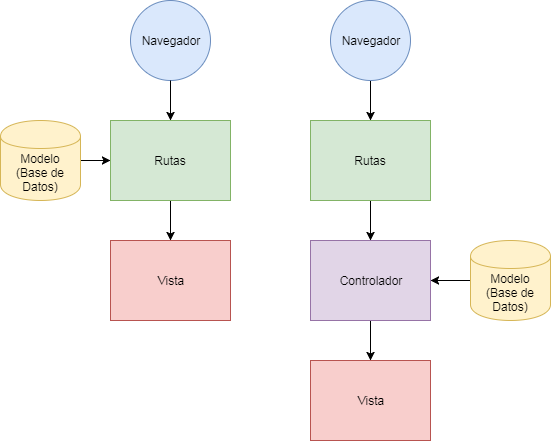 Navegador
Navegador
Rutas
Rutas
Modelo
(Base de
Datos)
Vista
Controlador
Modelo
(Base de
Datos)
Vista